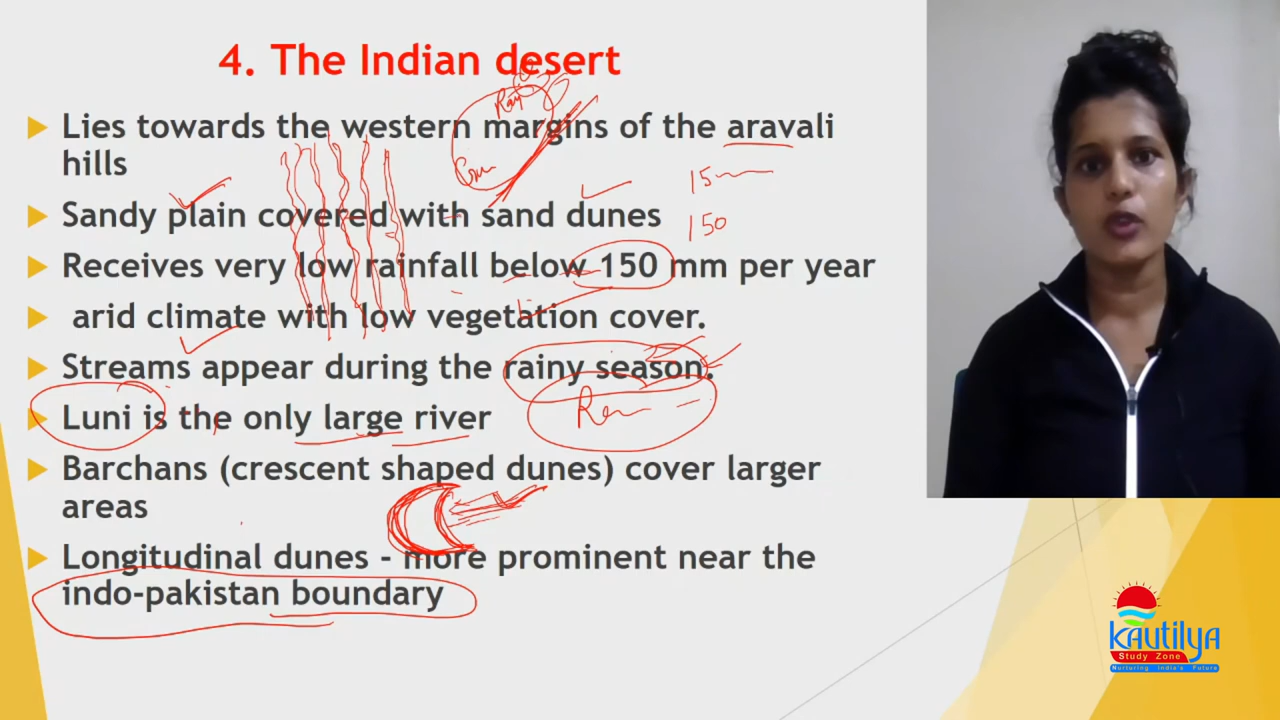 4. The Indian desert
Lies towards the western margins of the aravali
hills
15
Sandy plain covered with sand dunes
150
Receives very low rainfall below 150 mm per year
arid climate with low vegetation cover.
Streams appear during the rainy season.
Luni is the only large river
Barchans (crescent shaped dunes) cover larger
areas
Longitudinal dunes - more prominent near the
indo-pakistan boundary
Kautilya
Study Zone
Nurturing India's Future